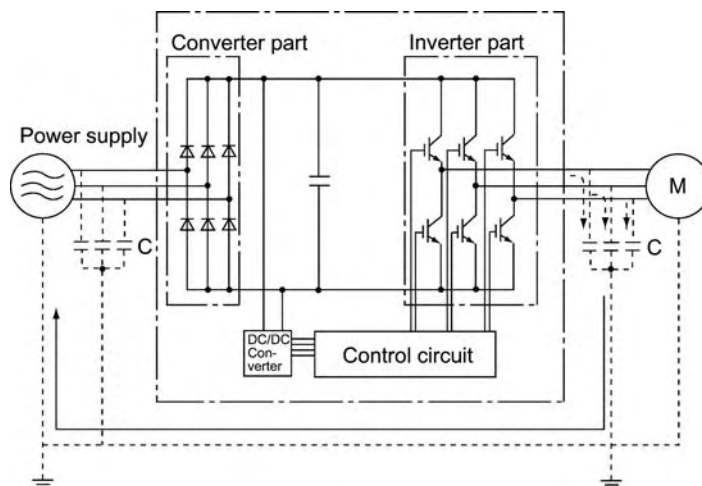 Converter part
Inverter part
Power supply
M
C
C
DC/DC
Con-
verter
Control circuit